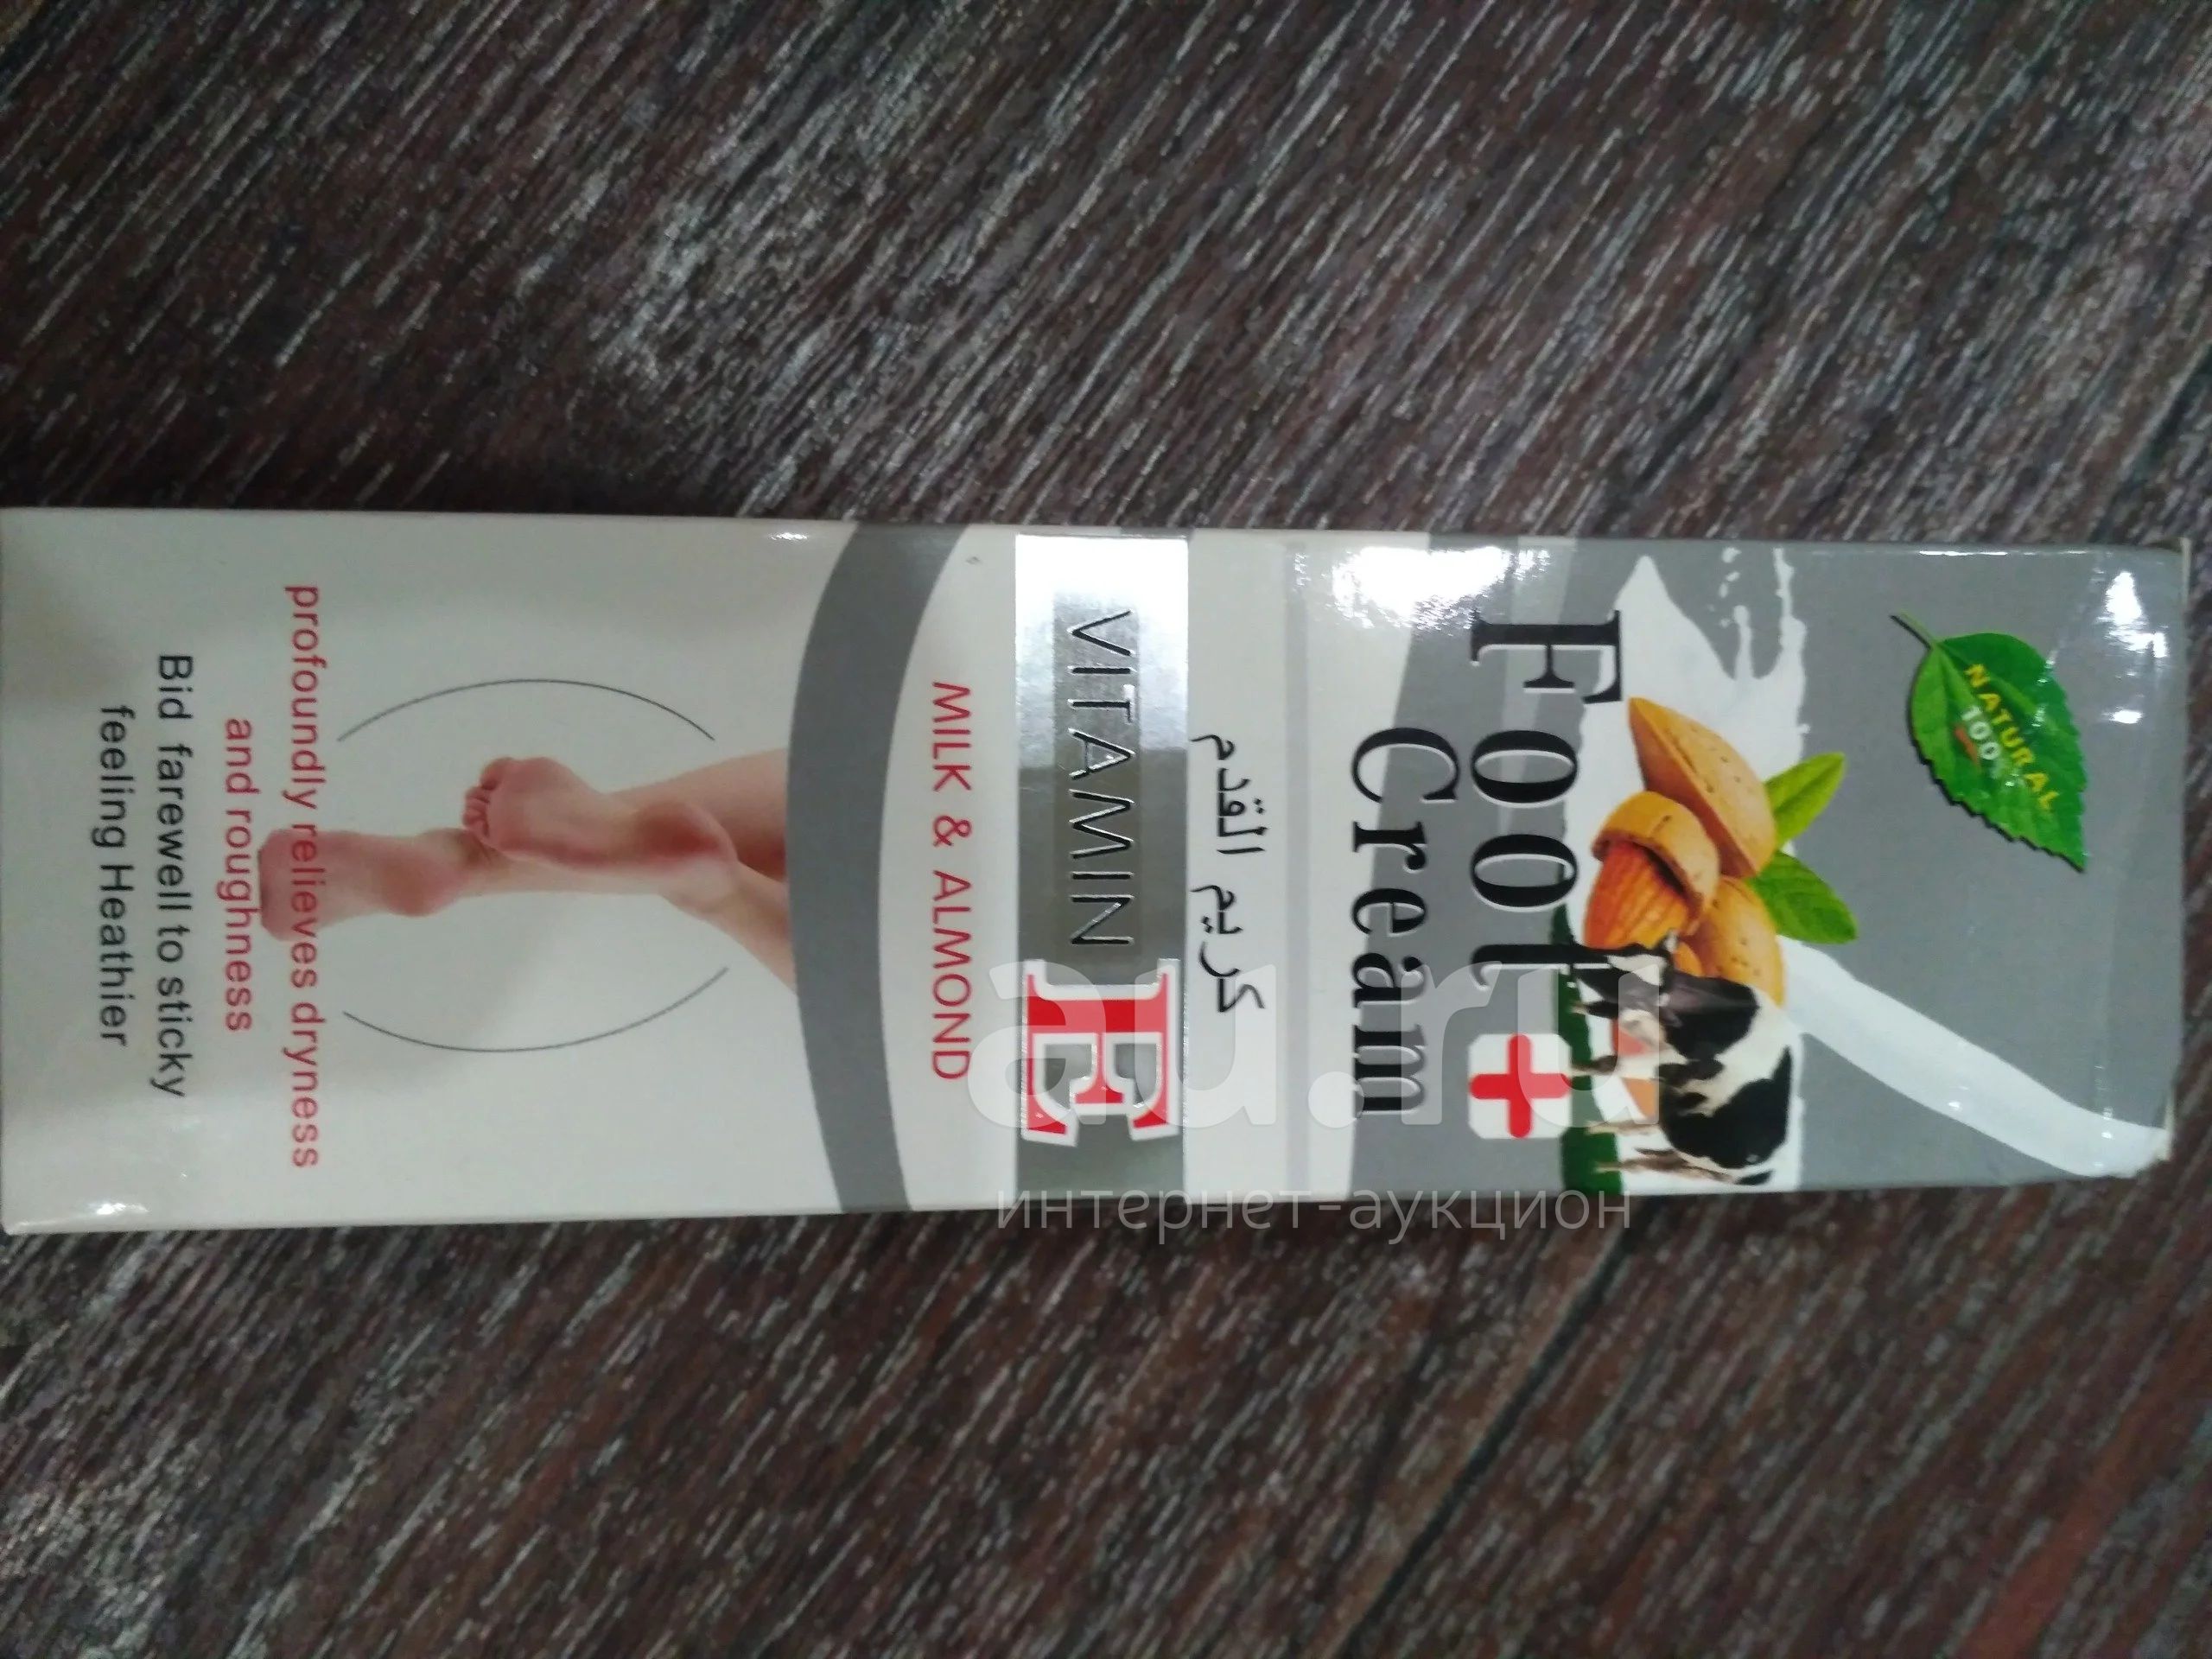 NATURAL
100%
Foot
Cream
كريم القدم
VITAMIN E
MILK & ALMOND
profoundly relieves dryness
and roughness
Bid farewell to sticky
feeling Heathier
au.ru
интернет-аукцион